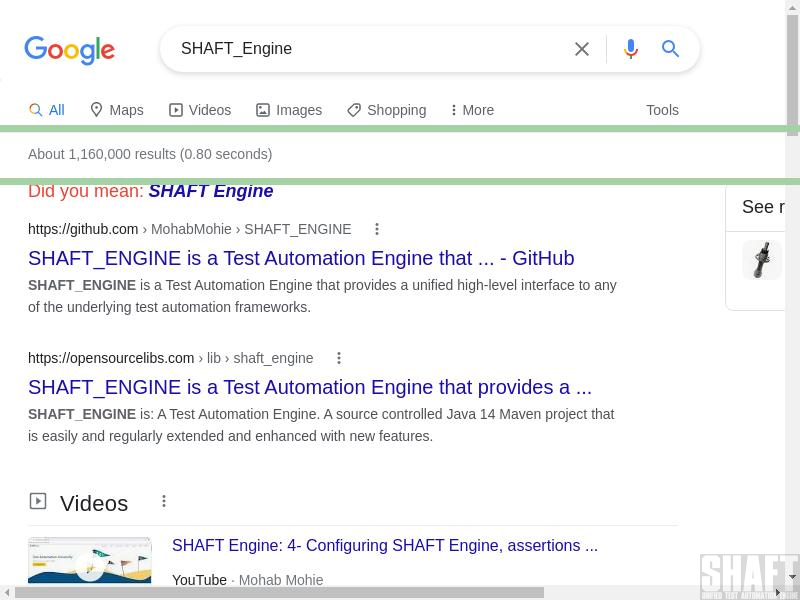 Google
SHAFT_Engine
All
Maps
Videos
Images
Shopping
More
Tools
About 1,160,000 results (0.80 seconds)
Did you mean: SHAFT Engine
See r
https://github.com › MohabMohie › SHAFT_ENGINE
SHAFT_ENGINE is a Test Automation Engine that ... - GitHub
SHAFT_ENGINE is a Test Automation Engine that provides a unified high-level interface to any
of the underlying test automation frameworks.
https://opensourcelibs.com › lib › shaft_engine
SHAFT_ENGINE is a Test Automation Engine that provides a ...
SHAFT_ENGINE is: A Test Automation Engine. A source controlled Java 14 Maven project that
is easily and regularly extended and enhanced with new features.
Videos
SHAFT Engine: 4- Configuring SHAFT Engine, assertions ...
YouTube · Mohab Mohie
SHAFT